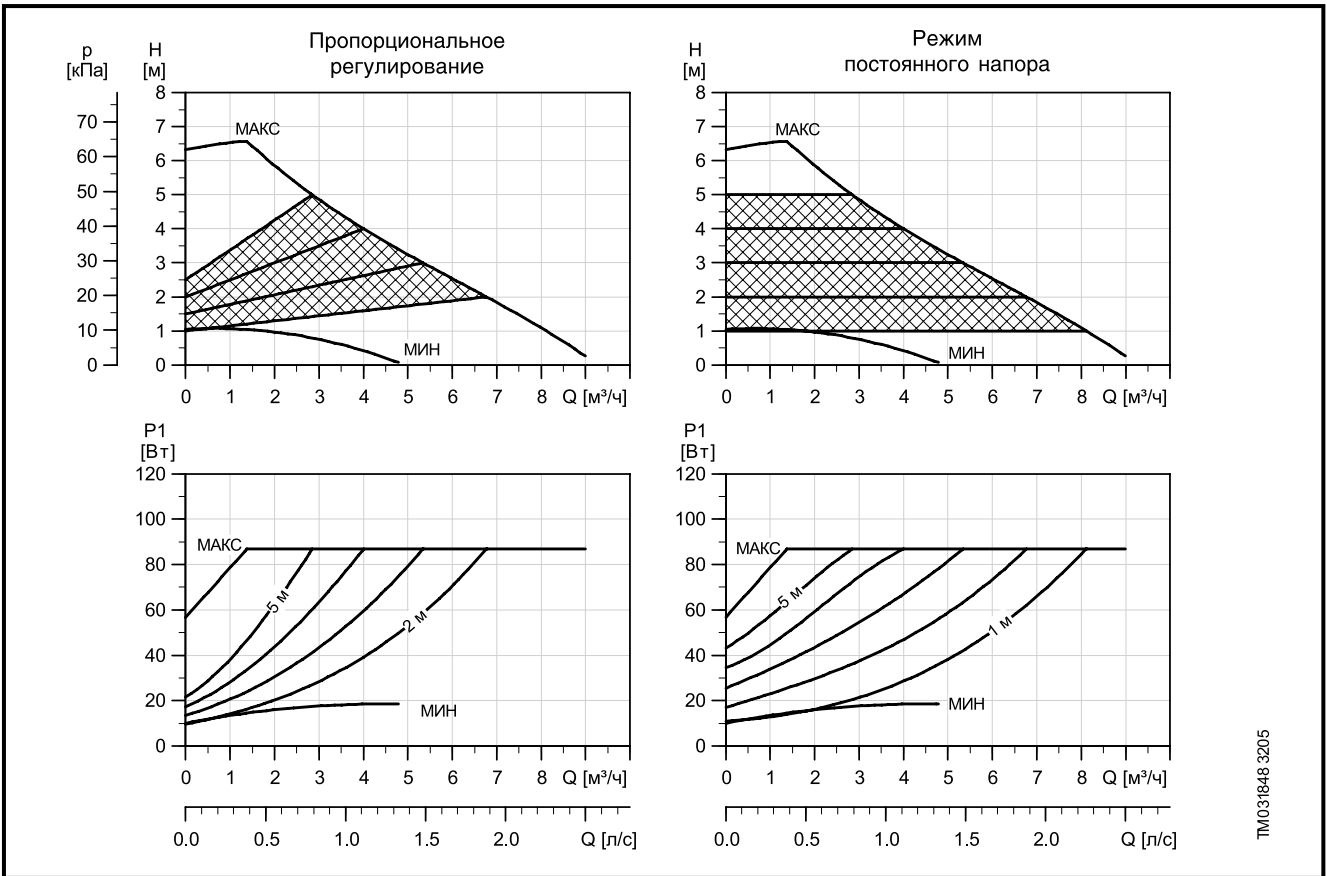 Пропорциональное
регулирование
p
[кПа]
H
[м]
8
7
6
5
4
3
2
1
0
70
60
50
40
30
20
10
0
МАКС
МИН
0 1 2 3 4 5 6 7 8 Q [м³/ч]
Режим
постоянного напора
H
[м]
8
7
6
5
4
3
2
1
0
МАКС
МИН
0 1 2 3 4 5 6 7 8 Q [м³/ч]
P1
[Вт]
120
100
80
60
40
20
0
МАКС
5 м
2 м
МИН
0 1 2 3 4 5 6 7 8 Q [м³/ч]
0.0 0.5 1.0 1.5 2.0 Q [л/с]
P1
[Вт]
120
100
80
60
40
20
0
МАКС
5 м
1 м
МИН
0 1 2 3 4 5 6 7 8 Q [м³/ч]
0.0 0.5 1.0 1.5 2.0 Q [л/с]
TM031848 3205